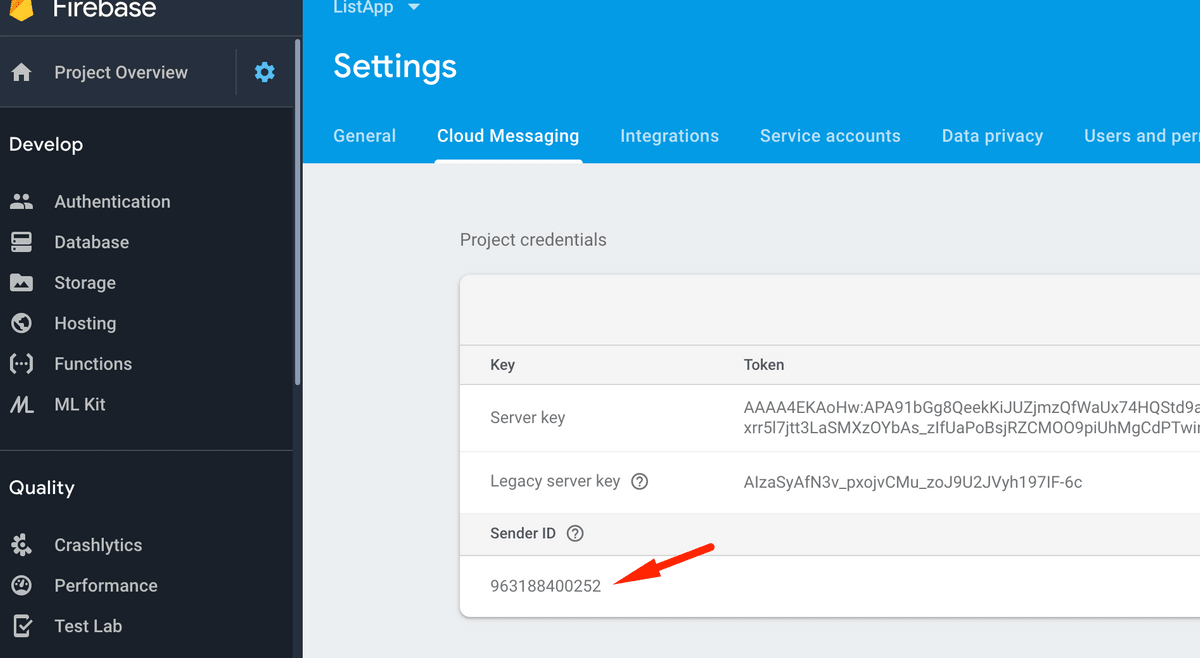 Firebase
Project Overview
Develop
Authentication
Database
Storage
Hosting
Functions
ML Kit
Quality
Crashlytics
Performance
Test Lab
ListApp
Settings
General
Cloud Messaging
Integrations
Service accounts
Data privacy
Users and per
Project credentials
Key Token
Server key
AAAA4EKAoHw:APA91bGg8QeekKiJUZjmzQfWaUx74HQStd9a
xrr5l7jtt3LaSMXzOYbAs_zIfUaPoBsjRZCMOO9piUhMgCdPTwi
Legacy server key AIzaSyAfN3v_pxojvCMu_zoJ9U2JVyh197IF-6c
Sender ID
963188400252